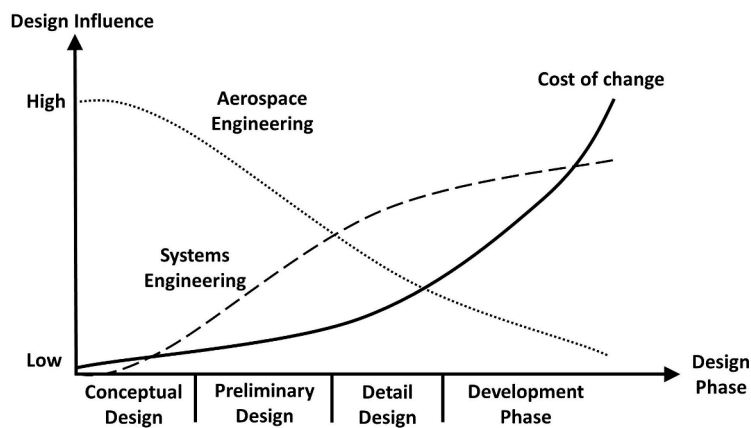 Design Influence
High
Aerospace
Engineering
Cost of change
Systems
Engineering
Low
Conceptual
Design
Preliminary
Design
Detail
Design
Development
Phase
Design
Phase